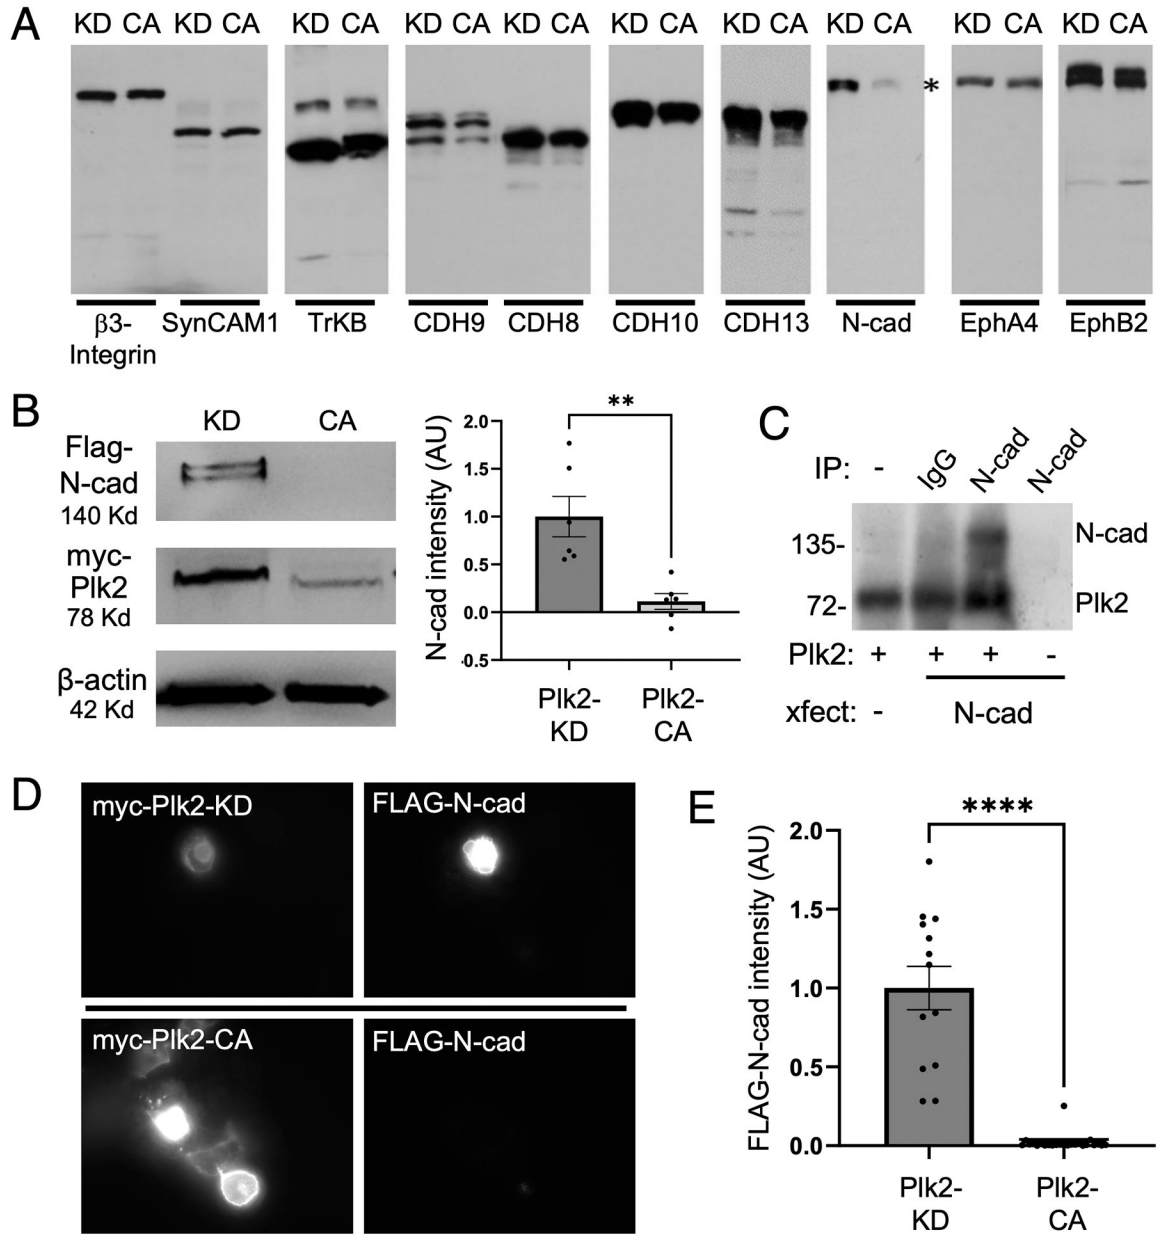 A
KD CA KD CA KD CA KD CA KD CA KD CA KD CA KD CA KD CA KD CA
*
β3-Integrin SynCAM1 TrKB CDH9 CDH8 CDH10 CDH13 N-cad EphA4 EphB2
B
KD CA
Flag-
N-cad
140 Kd
myc-
Plk2
78 Kd
β-actin
42 Kd
N-cad intensity (AU)
**
2.0
1.5
1.0
0.5
0.0
-0.5
Plk2-
KD
Plk2-
CA
C
IP: - IgG N-cad N-cad
135- N-cad
72- Plk2
Plk2: + + + -
xfect: - N-cad
D
myc-Plk2-KD FLAG-N-cad
myc-Plk2-CA FLAG-N-cad
E
FLAG-N-cad intensity (AU)
****
2.0
1.5
1.0
0.5
0.0
Plk2-
KD
Plk2-
CA